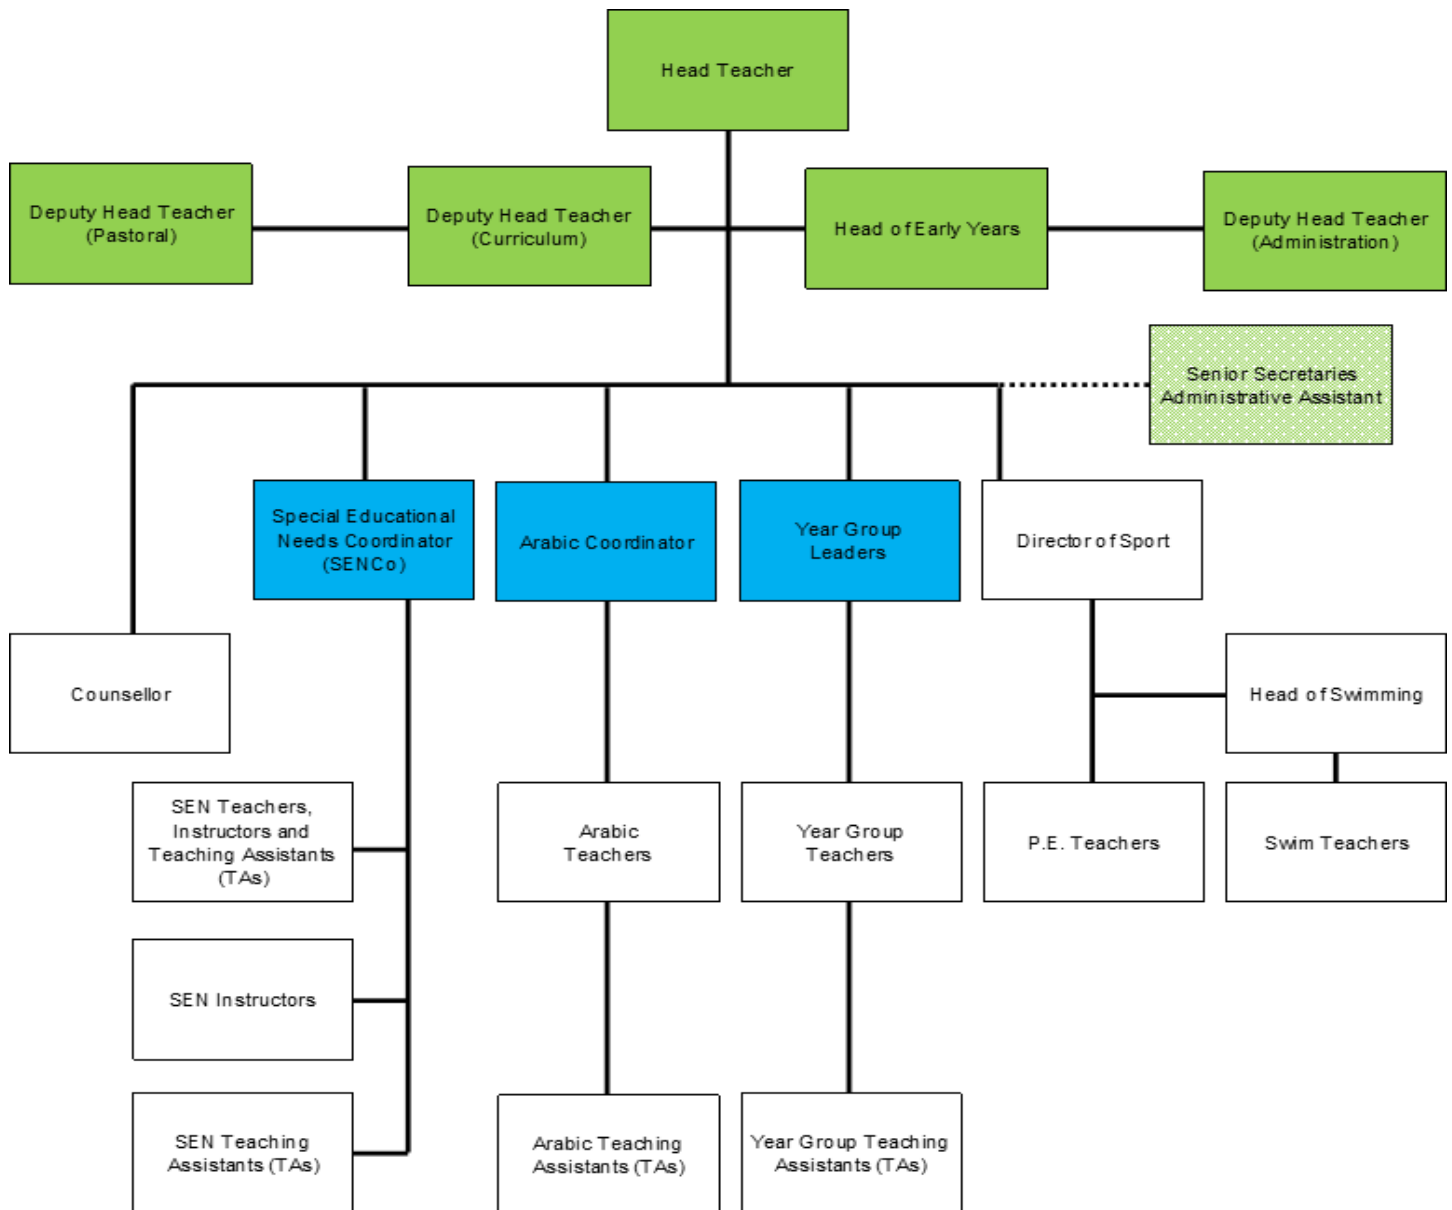 Head Teacher
Deputy Head Teacher
(Pastoral)
Deputy Head Teacher
(Curriculum)
Head of Early Years
Deputy Head Teacher
(Administration)
Senior Secretaries
Administrative Assistant
Special Educational
Needs Coordinator
(SENCo)
Arabic Coordinator
Year Group
Leaders
Director of Sport
Counsellor
Head of Swimming
SEN Teachers,
Instructors and
Teaching Assistants
(TAs)
Arabic
Teachers
Year Group
Teachers
P.E. Teachers
Swim Teachers
SEN Instructors
SEN Teaching
Assistants (TAs)
Arabic Teaching
Assistants (TAs)
Year Group Teaching
Assistants (TAs)